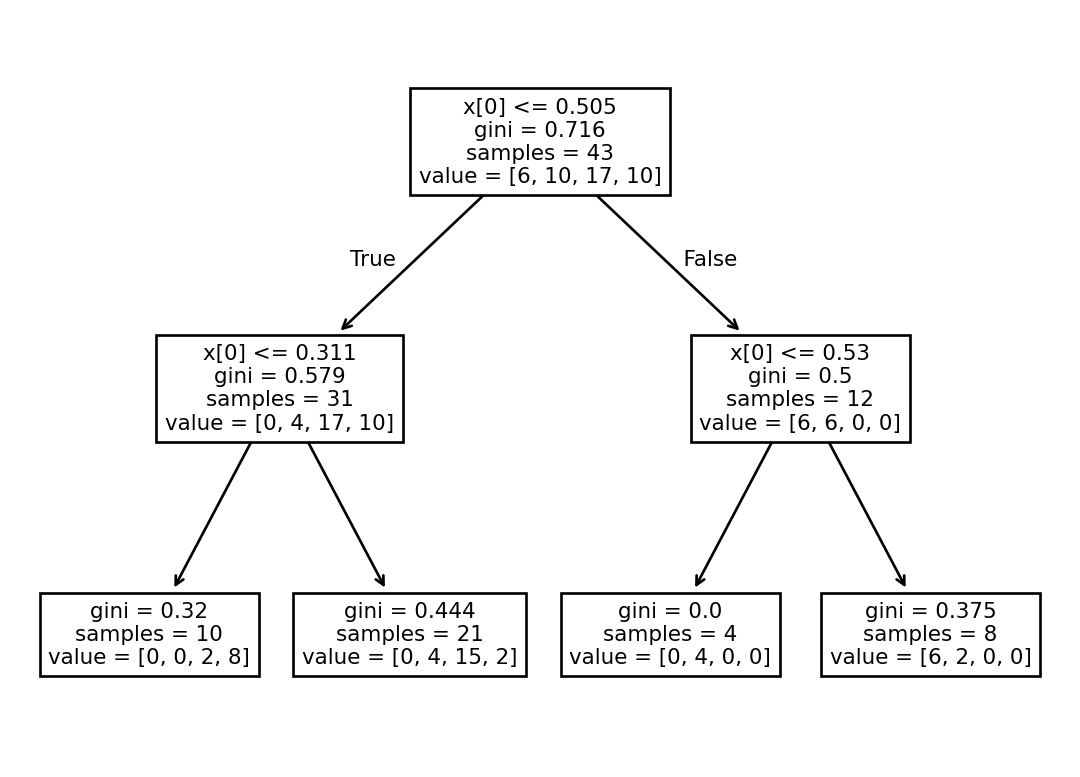 x[0] <= 0.505
gini = 0.716
samples = 43
value = [6, 10, 17, 10]
True
False
x[0] <= 0.311
gini = 0.579
samples = 31
value = [0, 4, 17, 10]
x[0] <= 0.53
gini = 0.5
samples = 12
value = [6, 6, 0, 0]
gini = 0.32
samples = 10
value = [0, 0, 2, 8]
gini = 0.444
samples = 21
value = [0, 4, 15, 2]
gini = 0.0
samples = 4
value = [0, 4, 0, 0]
gini = 0.375
samples = 8
value = [6, 2, 0, 0]